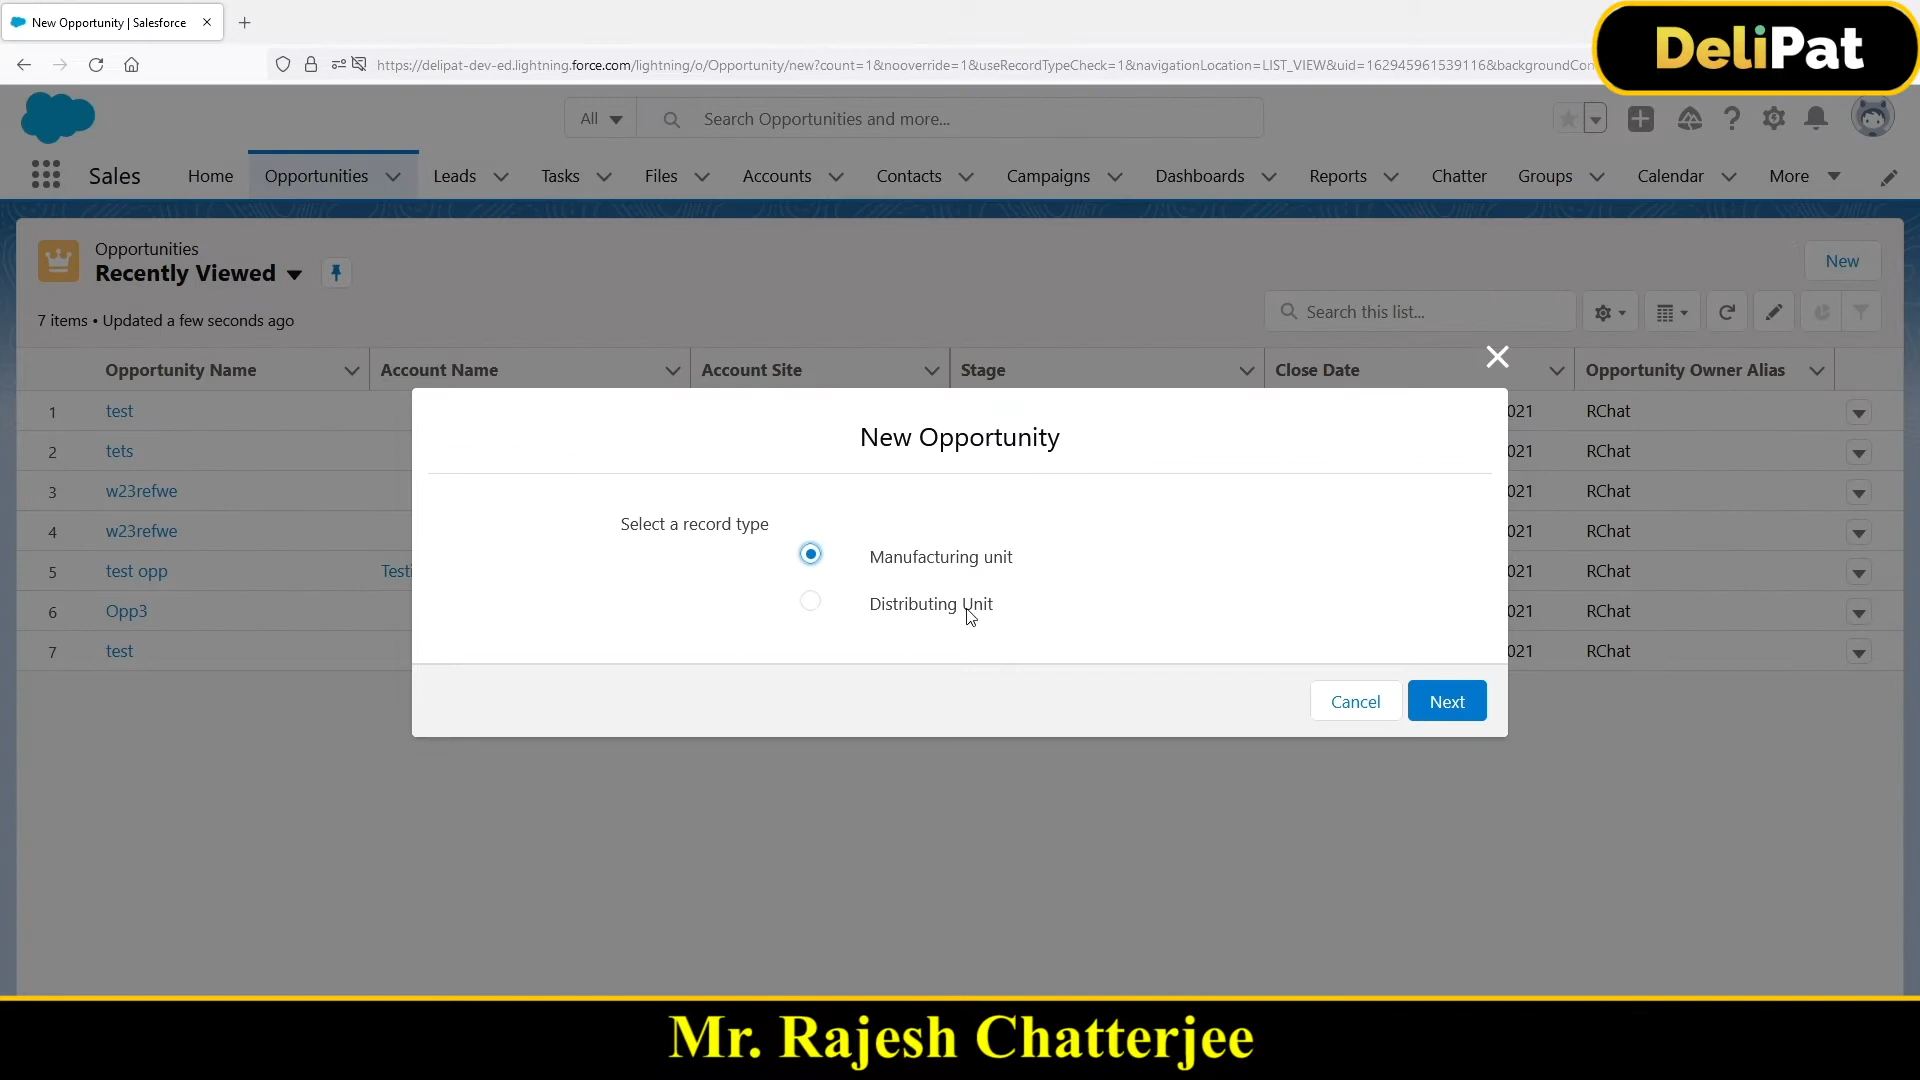 New Opportunity | Salesforce
https://delipat-dev-ed.lightning.force.com/lightning/o/Opportunity/new?count=1&nooverride=1&useRecordTypeCheck=1&navigationLocation=LIST_VIEW&uid=162945961539116&backgroundCon
DeliPat
All
Search Opportunities and more...
Sales
Home
Opportunities
Leads
Tasks
Files
Accounts
Contacts
Campaigns
Dashboards
Reports
Chatter
Groups
Calendar
More
Opportunities
Recently Viewed
New
7 items • Updated a few seconds ago
Search this list...
Opportunity Name Account Name Account Site Stage Close Date Opportunity Owner Alias
1 test 021 RChat
2 tets 021 RChat
3 w23refwe 021 RChat
4 w23refwe 021 RChat
5 test opp Testi 021 RChat
6 Opp3 021 RChat
7 test 021 RChat
New Opportunity
Select a record type
Manufacturing unit
Distributing Unit
Cancel
Next
Mr. Rajesh Chatterjee